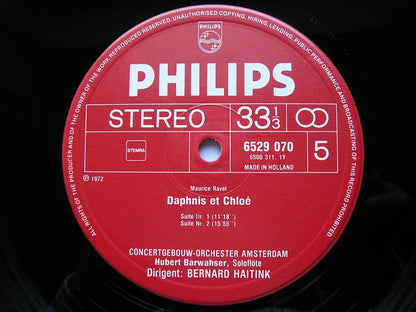 ALL RIGHTS OF THE PRODUCER AND OF THE OWNER OF THE WORK REPRODUCED RESERVED. UNAUTHORISED COPYING, HIRING, LENDING, PUBLIC PERFORMANCE AND BROADCASTING OF THIS RECORD PROHIBITED
PHILIPS
PHILIPS
STEREO
33 1/3
5
STEMRA
6529 070
6500 311. 1Y
MADE IN HOLLAND
℗ 1972
Maurice Ravel
Daphnis et Chloé
Suite Nr. 1 (11'18'')
Suite Nr. 2 (15'55'')
CONCERTGEBOUW-ORCHESTER AMSTERDAM
Hubert Barwahser, Soloflöte
Dirigent: BERNARD HAITINK